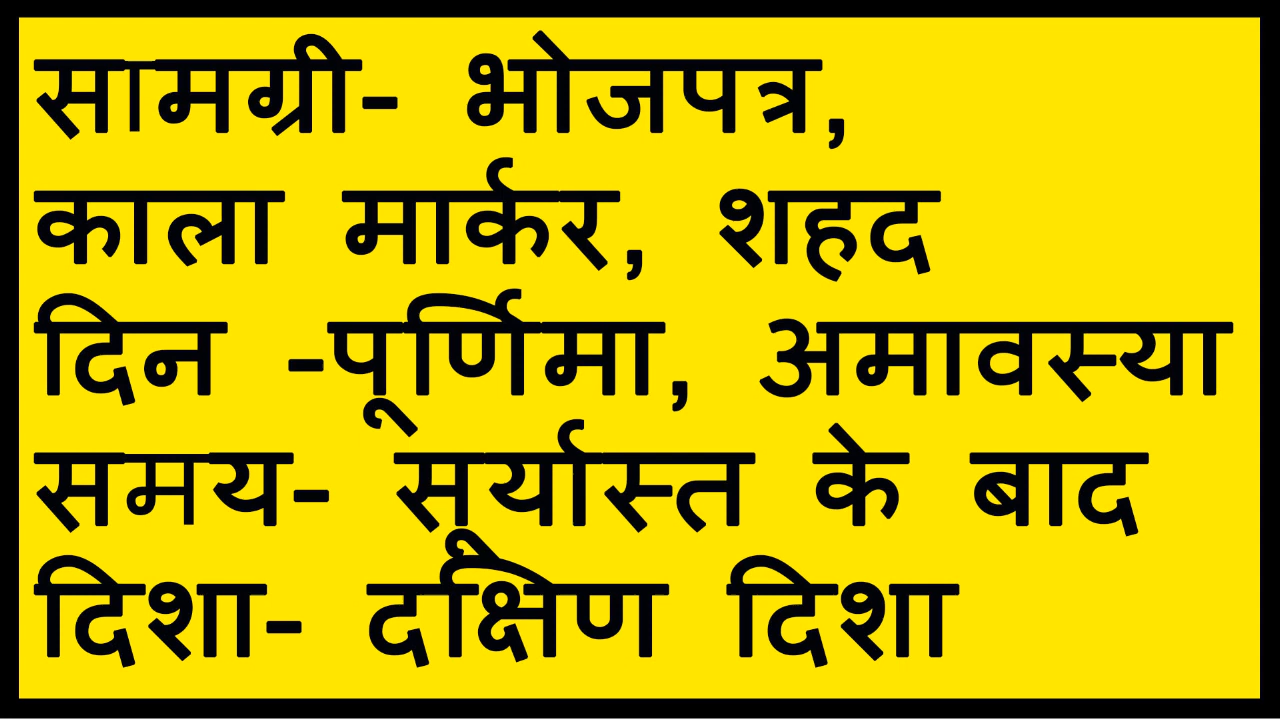 सामग्री- भोजपत्र,
काला मार्कर, शहद
दिन -पूर्णिमा, अमावस्या
समय- सूर्यास्त के बाद
दिशा- दक्षिण दिशा